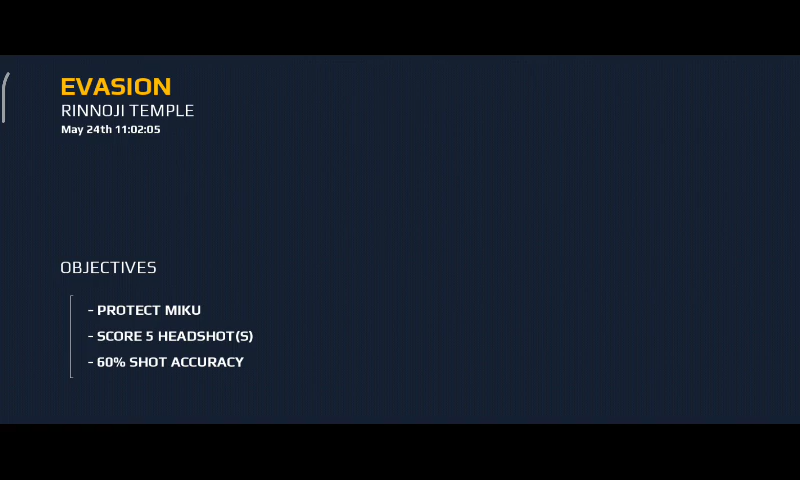 EVASION
RINNOJI TEMPLE
May 24th 11:02:05
OBJECTIVES
- PROTECT MIKU
- SCORE 5 HEADSHOT(S)
- 60% SHOT ACCURACY